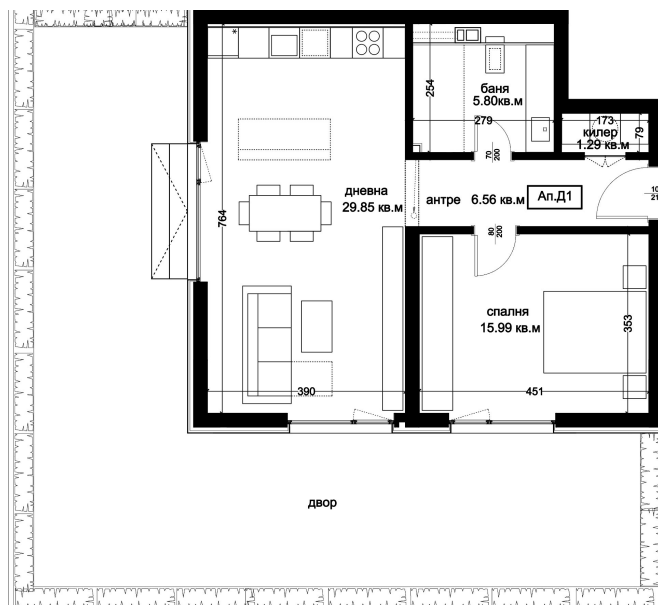 *
баня
5.80кв.м
254
279
173
килер
1.29 кв.м
79
70
200
дневна
29.85 кв.м
764
антре 6.56 кв.м
Ап.Д1
80
200
спалня
15.99 кв.м
353
390
451
двор